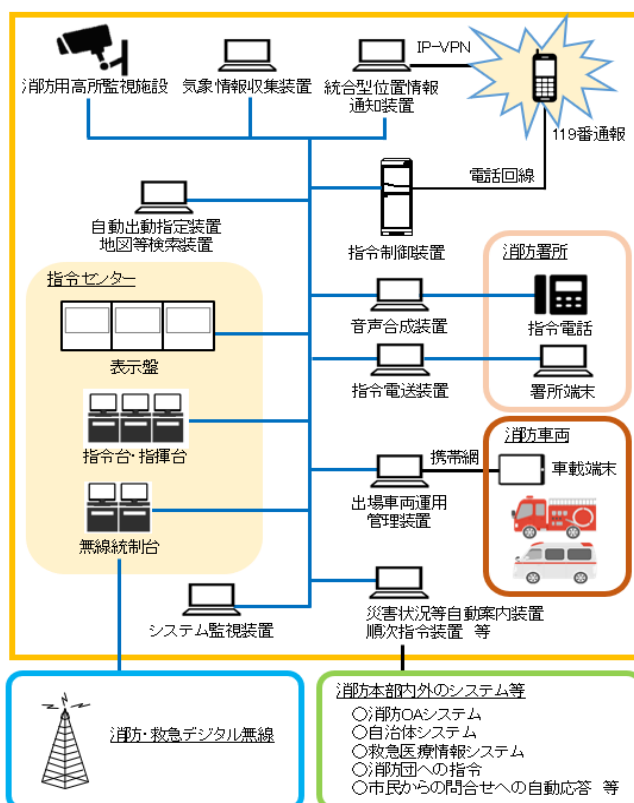 IP-VPN
消防用高所監視施設
気象情報収集装置
統合型位置情報
通知装置
119番通報
電話回線
自動出動指定装置
地図等検索装置
指令制御装置
指令センター
消防署所
音声合成装置
指令電話
表示盤
指令電送装置
署所端末
消防車両
指令台・指揮台
携帯網
車載端末
出場車両運用
管理装置
無線統制台
災害状況等自動案内装置
順次指令装置 等
システム監視装置
消防・救急デジタル無線
消防本部内外のシステム等
○消防OAシステム
○自治体システム
○救急医療情報システム
○消防団への指令
○市民からの問合せへの自動応答 等